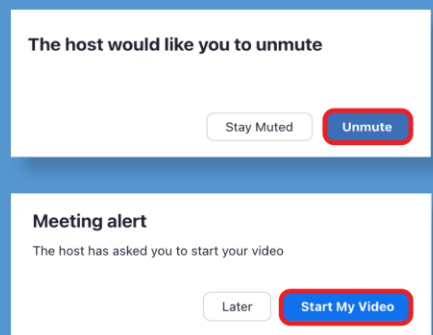 The host would like you to unmute
Stay Muted Unmute
Meeting alert
The host has asked you to start your video
Later Start My Video